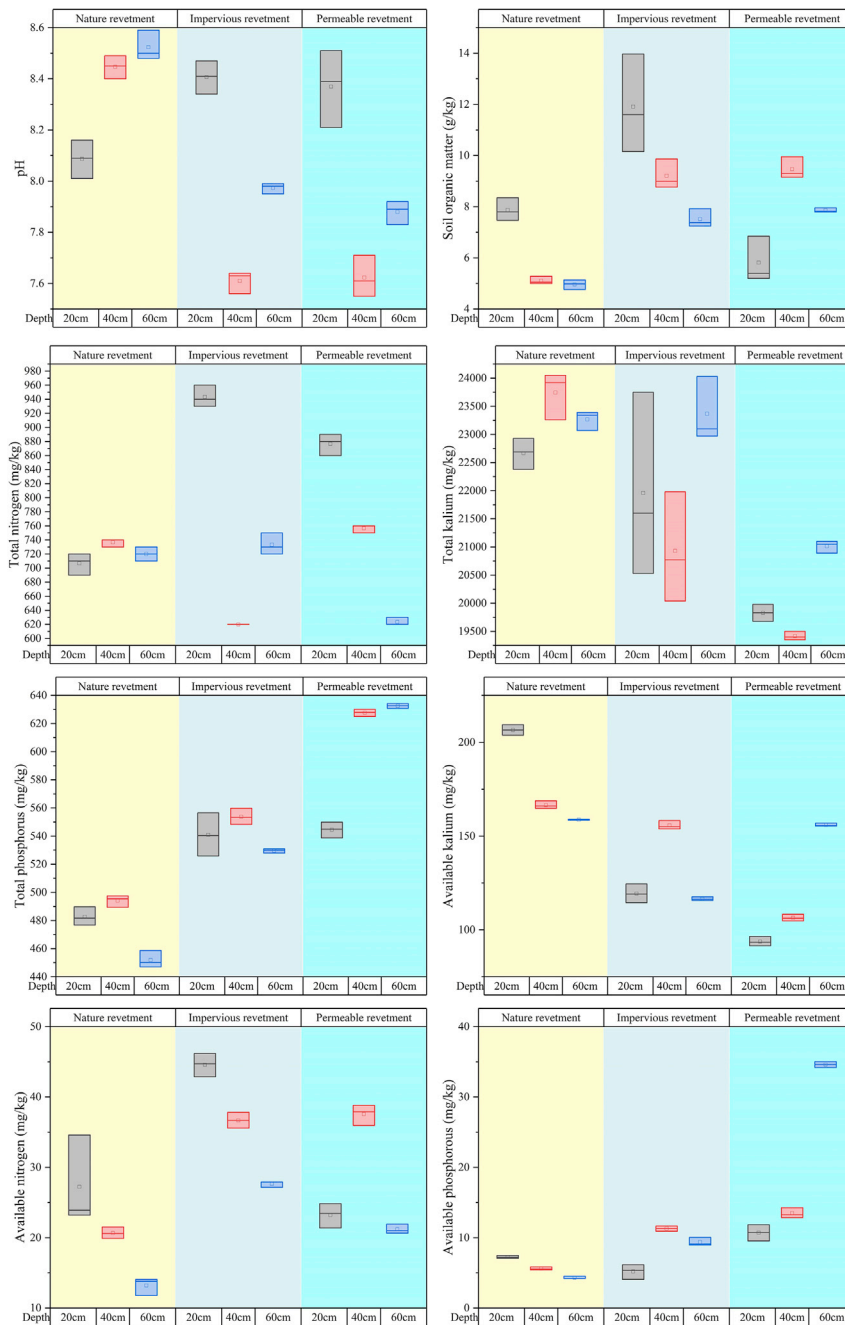 Nature revetment Impervious revetment Permeable revetment
8.6
8.4
8.2
8.0
7.8
7.6
pH
Depth 20cm 40cm 60cm 20cm 40cm 60cm 20cm 40cm 60cm
Nature revetment Impervious revetment Permeable revetment
14
12
10
8
6
4
Soil organic matter (g/kg)
Depth 20cm 40cm 60cm 20cm 40cm 60cm 20cm 40cm 60cm
Nature revetment Impervious revetment Permeable revetment
980
960
940
920
900
880
860
840
820
800
780
760
740
720
700
680
660
640
620
600
Total nitrogen (mg/kg)
Depth 20cm 40cm 60cm 20cm 40cm 60cm 20cm 40cm 60cm
Nature revetment Impervious revetment Permeable revetment
24000
23500
23000
22500
22000
21500
21000
20500
20000
19500
Total kalium (mg/kg)
Depth 20cm 40cm 60cm 20cm 40cm 60cm 20cm 40cm 60cm
Nature revetment Impervious revetment Permeable revetment
640
620
600
580
560
540
520
500
480
460
440
Total phosphorus (mg/kg)
Depth 20cm 40cm 60cm 20cm 40cm 60cm 20cm 40cm 60cm
Nature revetment Impervious revetment Permeable revetment
200
150
100
Available kalium (mg/kg)
Depth 20cm 40cm 60cm 20cm 40cm 60cm 20cm 40cm 60cm
Nature revetment Impervious revetment Permeable revetment
50
40
30
20
10
Available nitrogen (mg/kg)
Depth 20cm 40cm 60cm 20cm 40cm 60cm 20cm 40cm 60cm
Nature revetment Impervious revetment Permeable revetment
40
30
20
10
0
Available phosphorous (mg/kg)
Depth 20cm 40cm 60cm 20cm 40cm 60cm 20cm 40cm 60cm